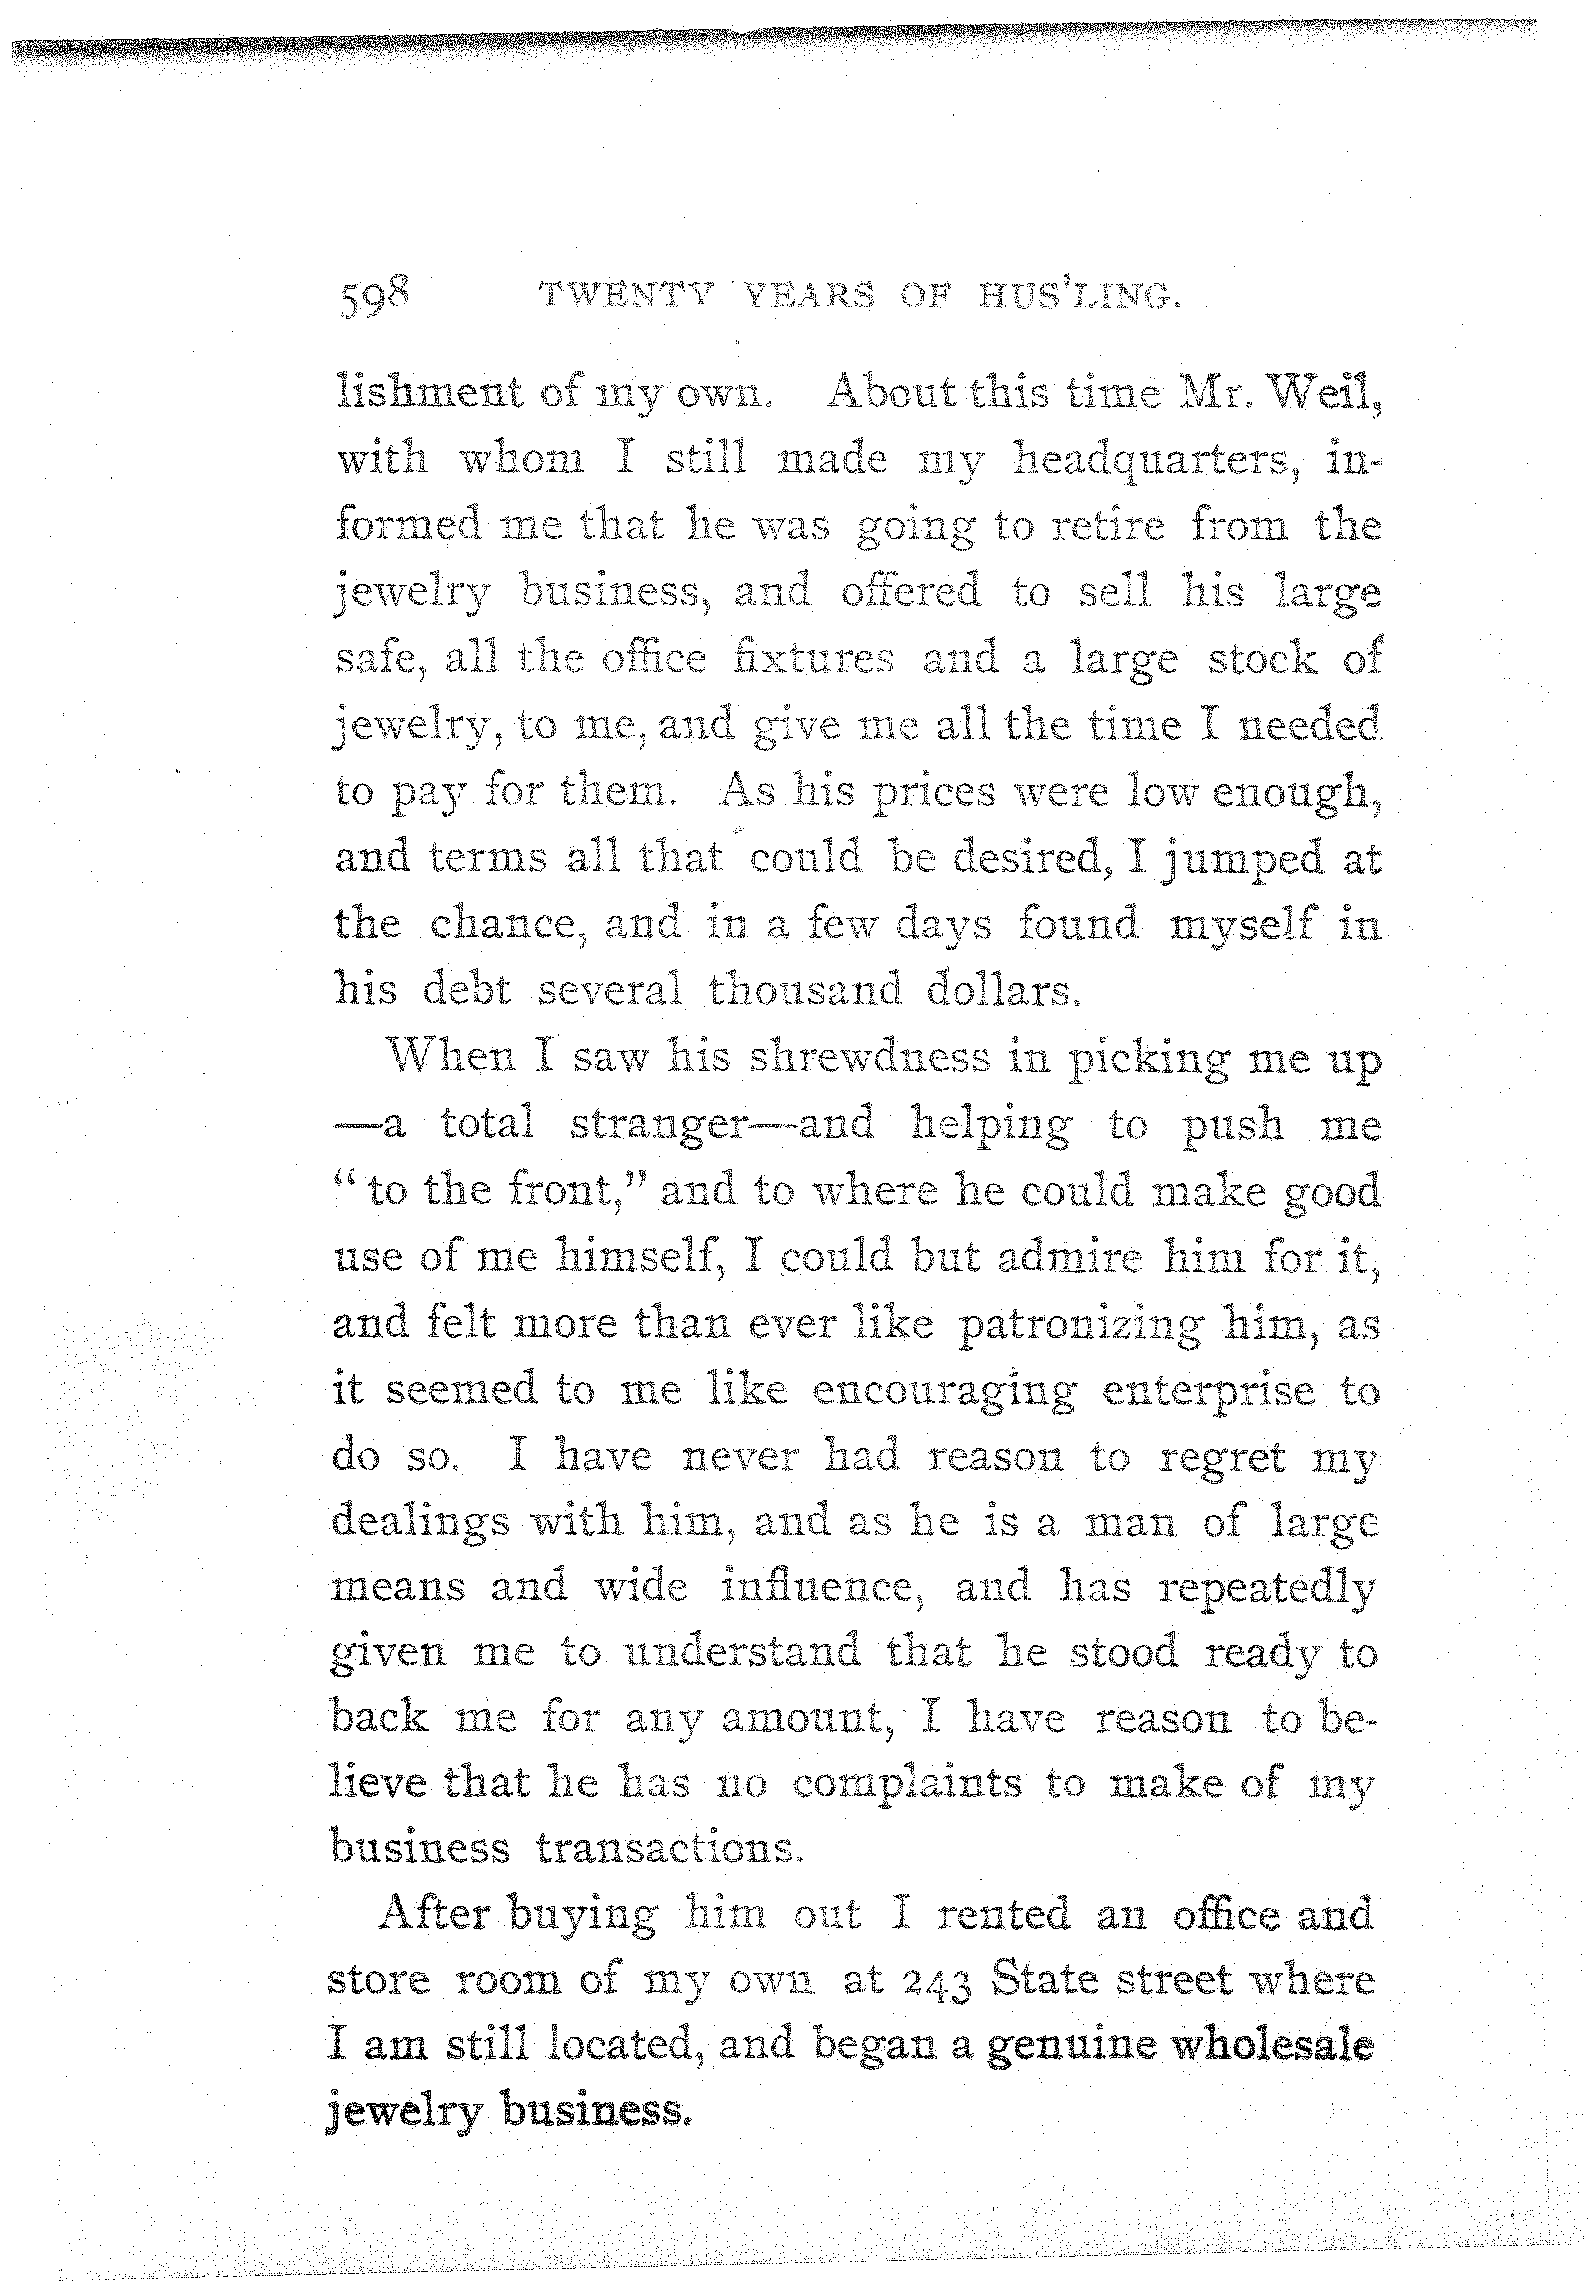 598 TWENTY YEARS OF HUS'LING.
lishment of my own. About this time Mr. Weil,
with whom I still made my headquarters, in-
formed me that he was going to retire from the
jewelry business, and offered to sell his large
safe, all the office fixtures and a large stock of
jewelry, to me, and give me all the time I needed
to pay for them. As his prices were low enough,
and terms all that could be desired, I jumped at
the chance, and in a few days found myself in
his debt several thousand dollars.
When I saw his shrewdness in picking me up
—a total stranger—and helping to push me
“to the front,” and to where he could make good
use of me himself, I could but admire him for it,
and felt more than ever like patronizing him, as
it seemed to me like encouraging enterprise to
do so. I have never had reason to regret my
dealings with him, and as he is a man of large
means and wide influence, and has repeatedly
given me to understand that he stood ready to
back me for any amount, I have reason to be-
lieve that he has no complaints to make of my
business transactions.
After buying him out I rented an office and
store room of my own at 243 State street where
I am still located, and began a genuine wholesale
jewelry business.